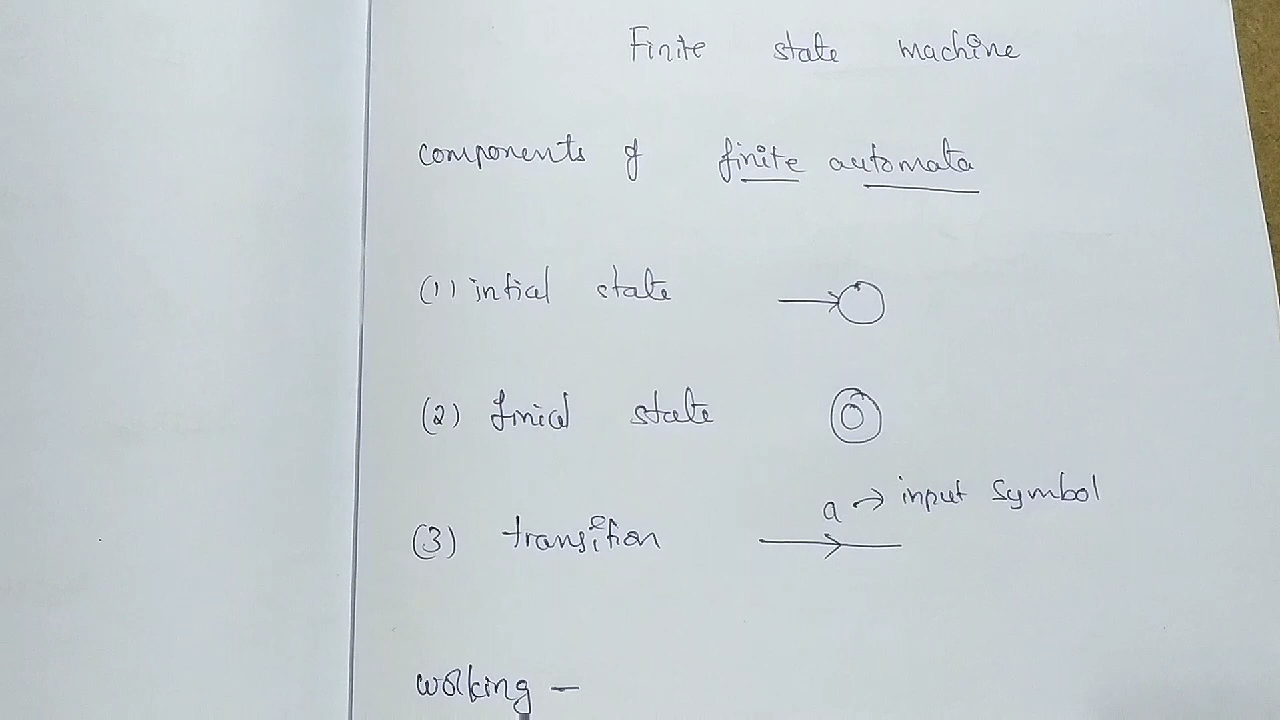 Finite state machine
components of finite automata
(1) intial state
(2) finial state
a → input symbol
(3) transition
working –